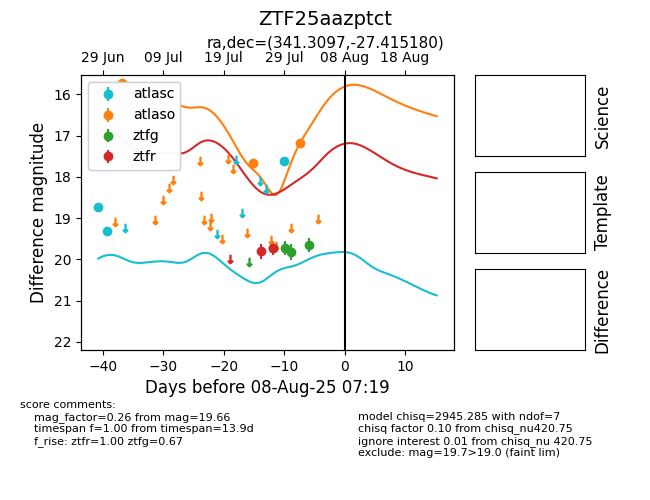 ZTF25aazptct
ra,dec=(341.3097,-27.415180)
29 Jun 09 Jul 19 Jul 29 Jul 08 Aug 18 Aug
atlasc
atlaso
ztfg
ztfr
16
17
18
19
20
21
22
Difference magnitude
−40 −30 −20 −10 0 10
Days before 08-Aug-25 07:19
Science
Template
Difference
score comments:
mag_factor=0.26 from mag=19.66
timespan f=1.00 from timespan=13.9d
f_rise: ztfr=1.00 ztfg=0.67
model chisq=2945.285 with ndof=7
chisq factor 0.10 from chisq_nu420.75
ignore interest 0.01 from chisq_nu 420.75
exclude: mag=19.7>19.0 (faint lim)